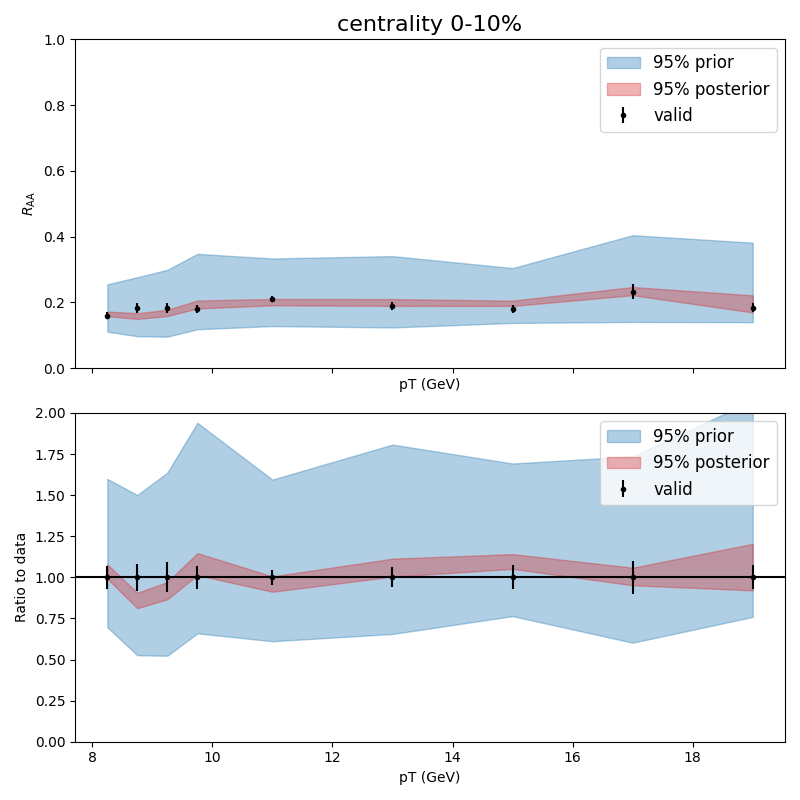 centrality 0-10%
1.0
0.8
0.6
0.4
0.2
0.0
R_AA
95% prior
95% posterior
valid
pT (GeV)
2.00
1.75
1.50
1.25
1.00
0.75
0.50
0.25
0.00
Ratio to data
95% prior
95% posterior
valid
8 10 12 14 16 18
pT (GeV)